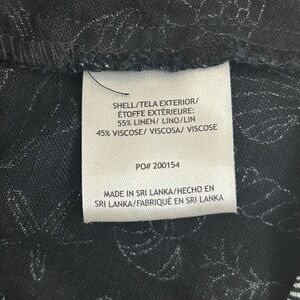 SHELL/TELA EXTERIOR/
ÉTOFFE EXTÉRIEURE:
55% LINEN/ LINO/LIN
45% VISCOSE/ VISCOSA/ VISCOSE
PO# 200154
MADE IN SRI LANKA/HECHO EN
SRI LANKA/FABRIQUÉ EN SRI LANKA